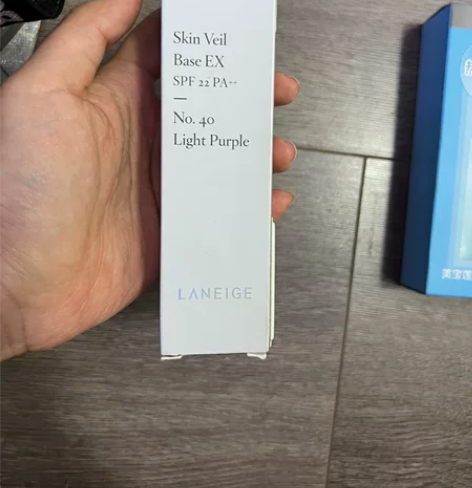 Skin Veil
Base EX
SPF 22 PA++
No. 40
Light Purple
LANEIGE